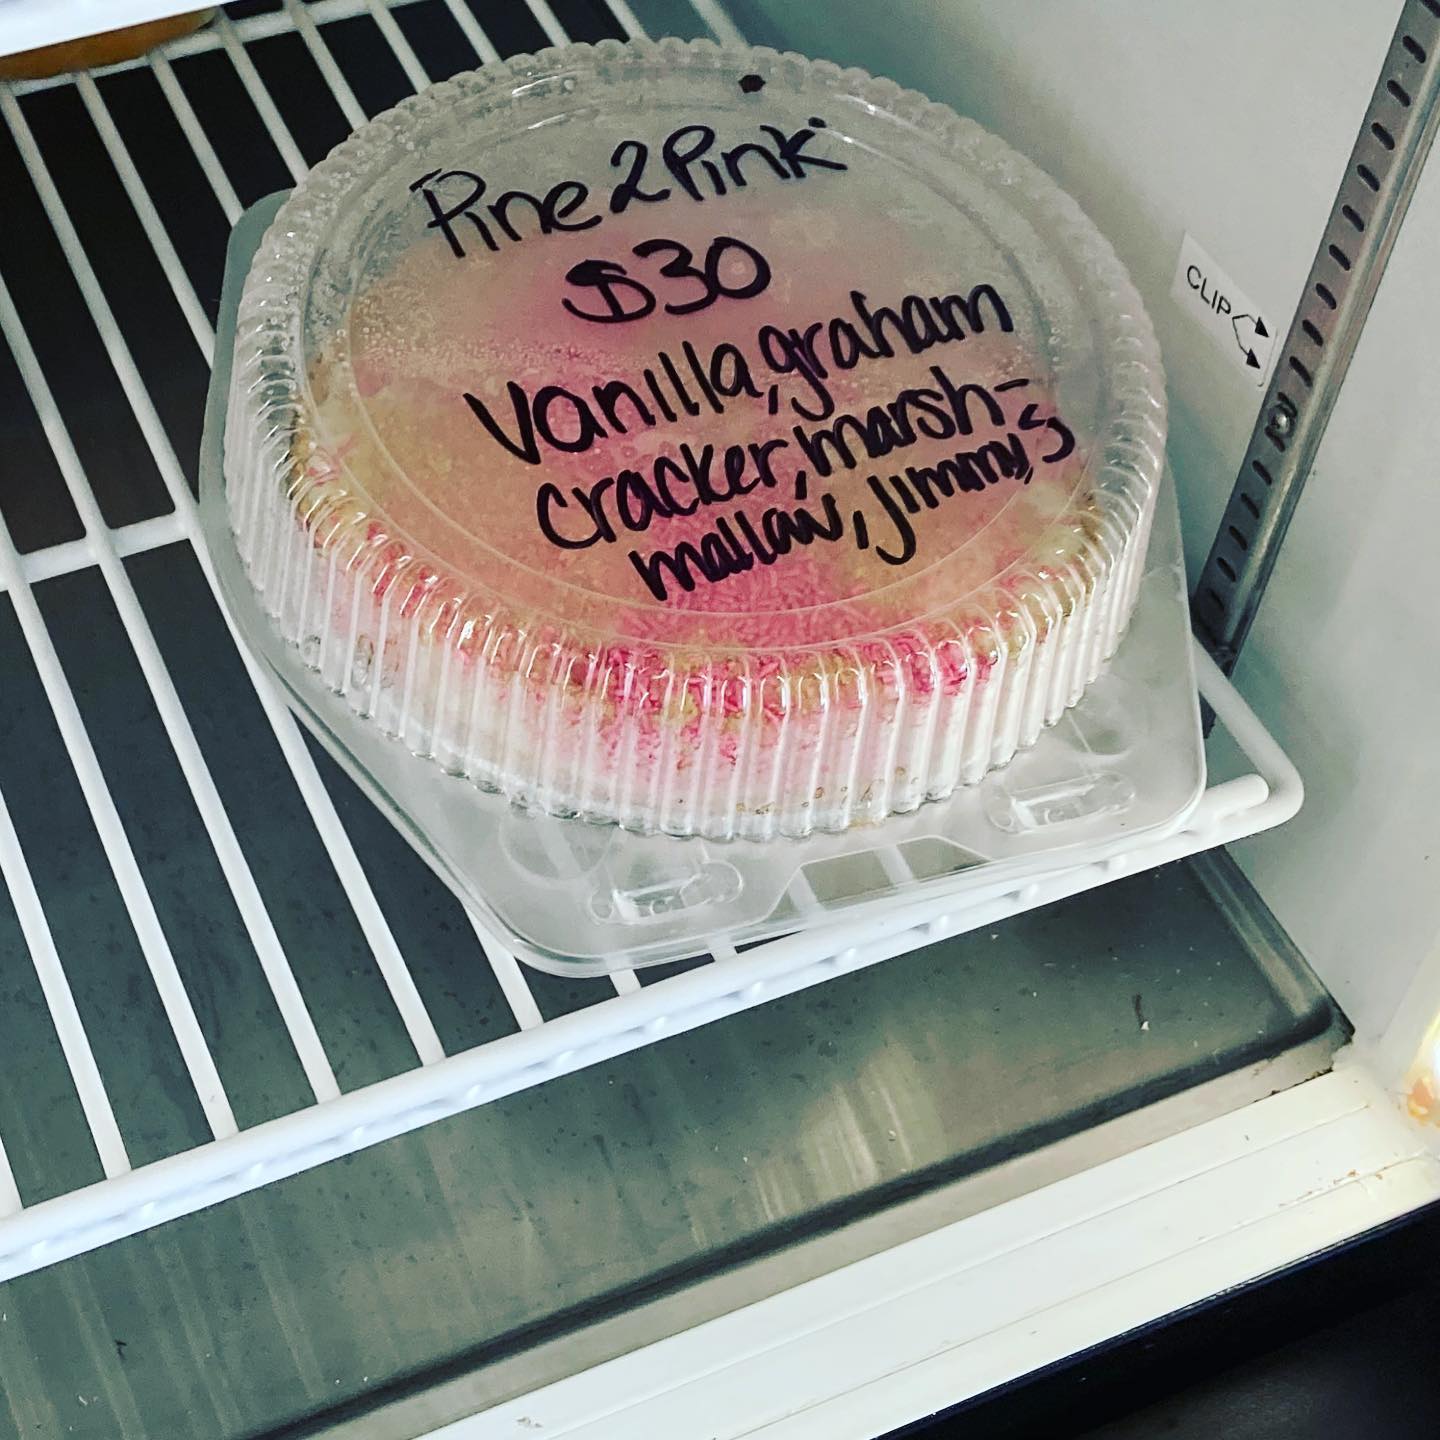 "Pine2Pink"
$30
Vanilla, graham
cracker, marsh-
mallow, Jimmy's
CLIP